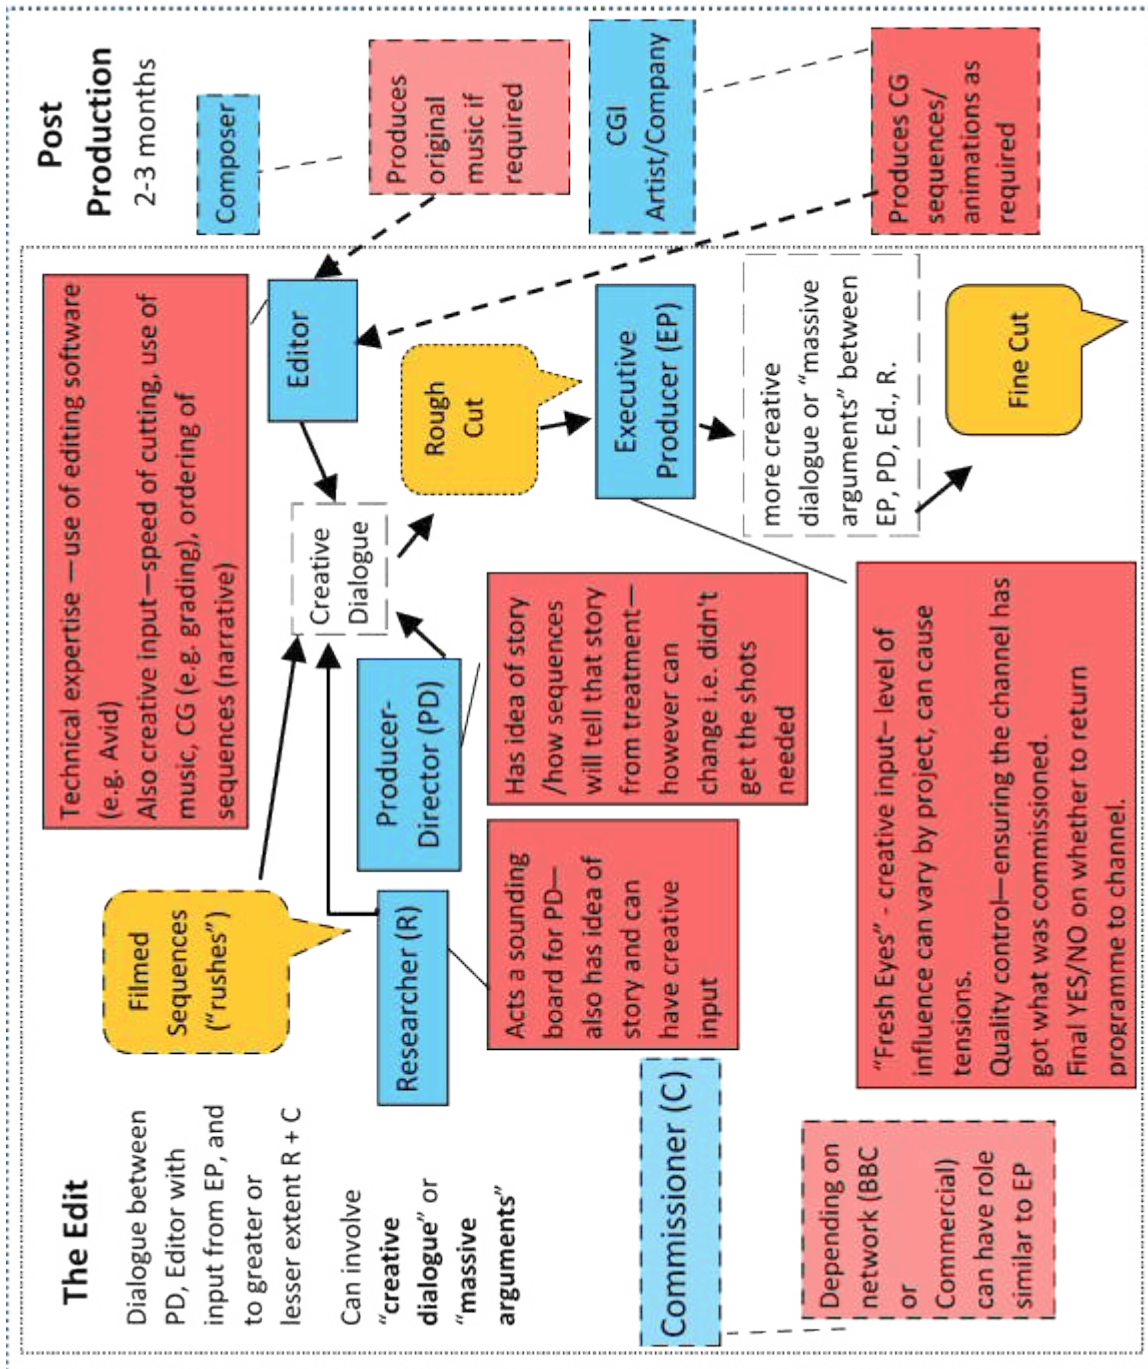 The Edit
Dialogue between
PD, Editor with
input from EP, and
to greater or
lesser extent R + C
Can involve
“creative
dialogue” or
“massive
arguments”
Filmed
Sequences
(“rushes”)
Technical expertise —use of editing software
(e.g. Avid)
Also creative input—speed of cutting, use of
music, CG (e.g. grading), ordering of
sequences (narrative)
Post
Production
2-3 months
Composer
Produces
original
music if
required
Editor
Creative
Dialogue
Researcher (R)
Producer-
Director (PD)
Rough
Cut
Acts a sounding
board for PD—
also has idea of
story and can
have creative
input
Has idea of story
/how sequences
will tell that story
from treatment—
however can
change i.e. didn't
get the shots
needed
Executive
Producer (EP)
CGI
Artist/Company
Commissioner (C)
more creative
dialogue or “massive
arguments” between
EP, PD, Ed., R.
Produces CG
sequences/
animations as
required
Depending on
network (BBC
or
Commercial)
can have role
similar to EP
“Fresh Eyes” - creative input– level of
influence can vary by project, can cause
tensions.
Quality control—ensuring the channel has
got what was commissioned.
Final YES/NO on whether to return
programme to channel.
Fine Cut